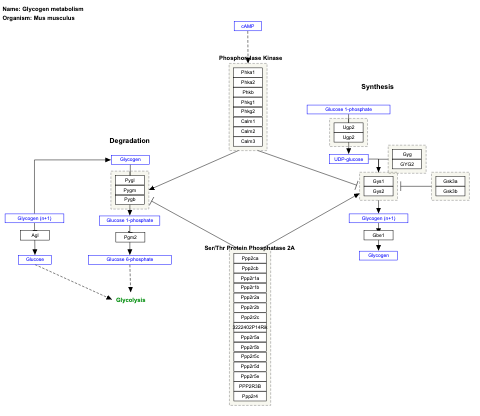 Name: Glycogen metabolism
Organism: Mus musculus
cAMP
Phosphorylase Kinase
Phka1
Phka2
Phkb
Phkg1
Phkg2
Calm1
Calm2
Calm3
Synthesis
Glucose 1-phosphate
Ugp2
Ugp2
UDP-glucose
Gyg
GYG2
Gys1
Gys2
Gsk3a
Gsk3b
Glycogen (n+1)
Gbe1
Glycogen
Degradation
Glycogen
Pygl
Pygm
Pygb
Glucose 1-phosphate
Pgm2
Glucose 6-phosphate
Glycogen (n+1)
Agl
Glucose
Glycolysis
Ser/Thr Protein Phosphatase 2A
Ppp2ca
Ppp2cb
Ppp2r1a
Ppp2r1b
Ppp2r2a
Ppp2r2b
Ppp2r2c
3222402P14Rik
Ppp2r5a
Ppp2r5b
Ppp2r5c
Ppp2r5d
Ppp2r5e
PPP2R3B
Ppp2r4